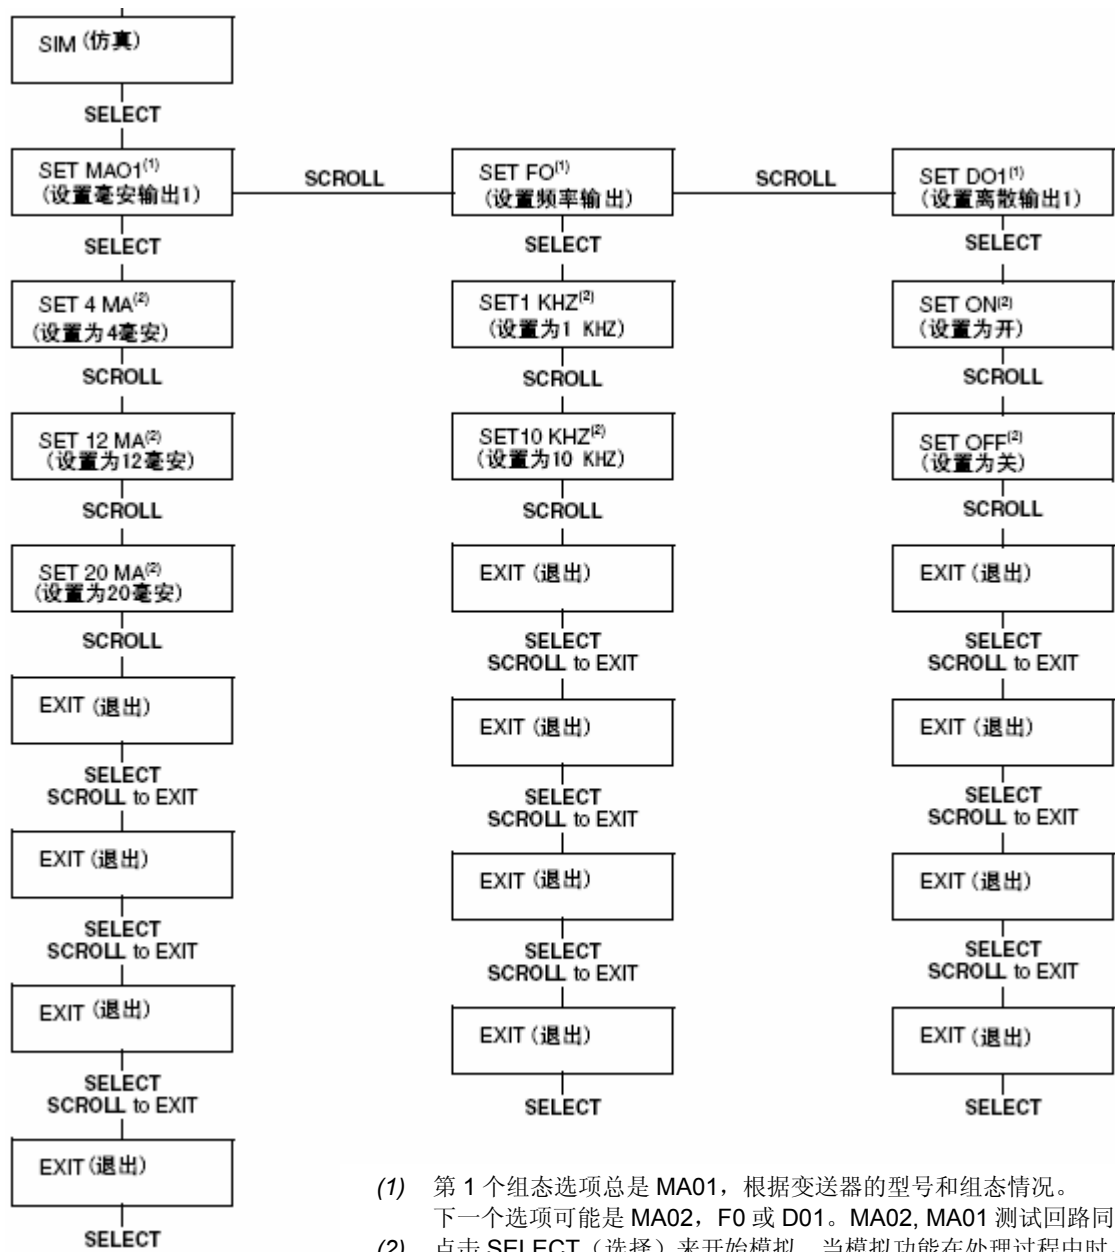 SIM (仿真)
SELECT
SET MAO1(1)
(设置毫安输出1)
SELECT
SET 4 MA(2)
(设置为4毫安)
SCROLL
SET 12 MA(2)
(设置为12毫安)
SCROLL
SET 20 MA(2)
(设置为20毫安)
SCROLL
EXIT (退出)
SELECT
SCROLL to EXIT
EXIT (退出)
SELECT
SCROLL to EXIT
EXIT (退出)
SELECT
SCROLL to EXIT
EXIT (退出)
SELECT
SCROLL
SET FO(1)
(设置频率输出)
SELECT
SET1 KHZ(2)
(设置为1 KHZ)
SCROLL
SET10 KHZ(2)
(设置为10 KHZ)
SCROLL
EXIT (退出)
SELECT
SCROLL to EXIT
EXIT (退出)
SELECT
SCROLL to EXIT
EXIT (退出)
SELECT
SCROLL to EXIT
EXIT (退出)
SELECT
SCROLL
SET DO1(1)
(设置离散输出1)
SELECT
SET ON(2)
(设置为开)
SCROLL
SET OFF(2)
(设置为关)
SCROLL
EXIT (退出)
SELECT
SCROLL to EXIT
EXIT (退出)
SELECT
SCROLL to EXIT
EXIT (退出)
SELECT
SCROLL to EXIT
EXIT (退出)
SELECT
(1) 第 1 个组态选项总是 MA01，根据变送器的型号和组态情况。
下一个选项可能是 MA02，F0 或 D01。MA02, MA01 测试回路同
(2) 点击 SELECT（选择）来开始模拟。当模拟功能在处理过程中时